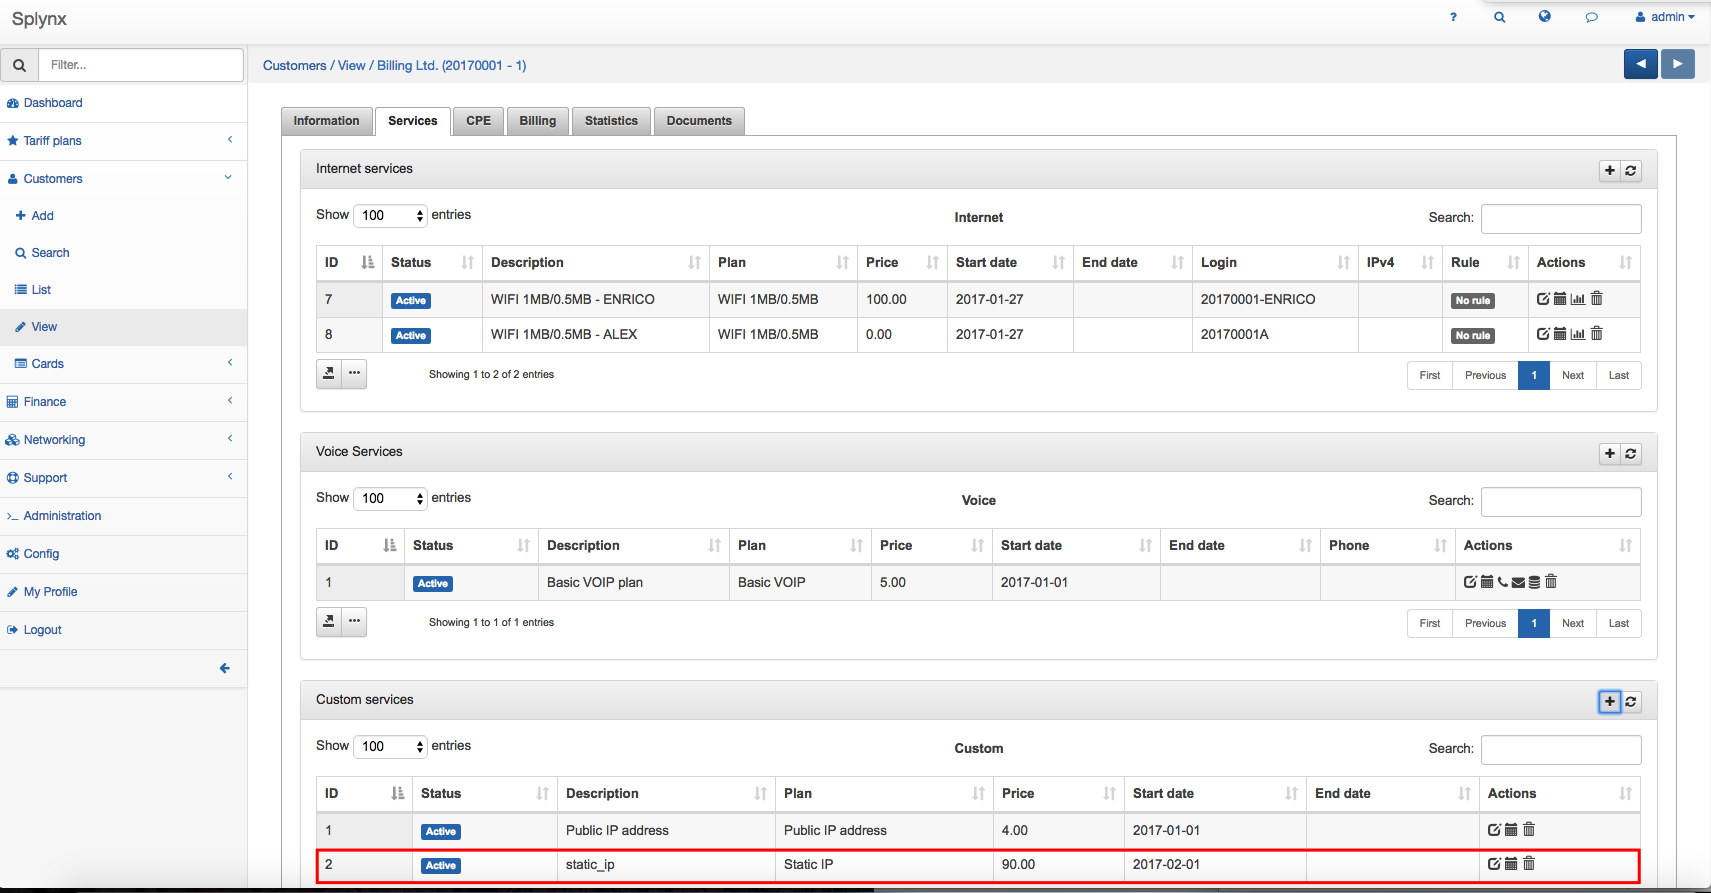 Splynx
? admin
Filter...
Customers / View / Billing Ltd. (20170001 - 1)
Dashboard
Tariff plans
Customers
Add
Search
List
View
Cards
Finance
Networking
Support
Administration
Config
My Profile
Logout
Information Services CPE Billing Statistics Documents
Internet services
Show 100 entries Internet Search:
ID Status Description Plan Price Start date End date Login IPv4 Rule Actions
7 Active WIFI 1MB/0.5MB - ENRICO WIFI 1MB/0.5MB 100.00 2017-01-27 20170001-ENRICO No rule
8 Active WIFI 1MB/0.5MB - ALEX WIFI 1MB/0.5MB 0.00 2017-01-27 20170001A No rule
Showing 1 to 2 of 2 entries First Previous 1 Next Last
Voice Services
Show 100 entries Voice Search:
ID Status Description Plan Price Start date End date Phone Actions
1 Active Basic VOIP plan Basic VOIP 5.00 2017-01-01
Showing 1 to 1 of 1 entries First Previous 1 Next Last
Custom services
Show 100 entries Custom Search:
ID Status Description Plan Price Start date End date Actions
1 Active Public IP address Public IP address 4.00 2017-01-01
2 Active static_ip Static IP 90.00 2017-02-01